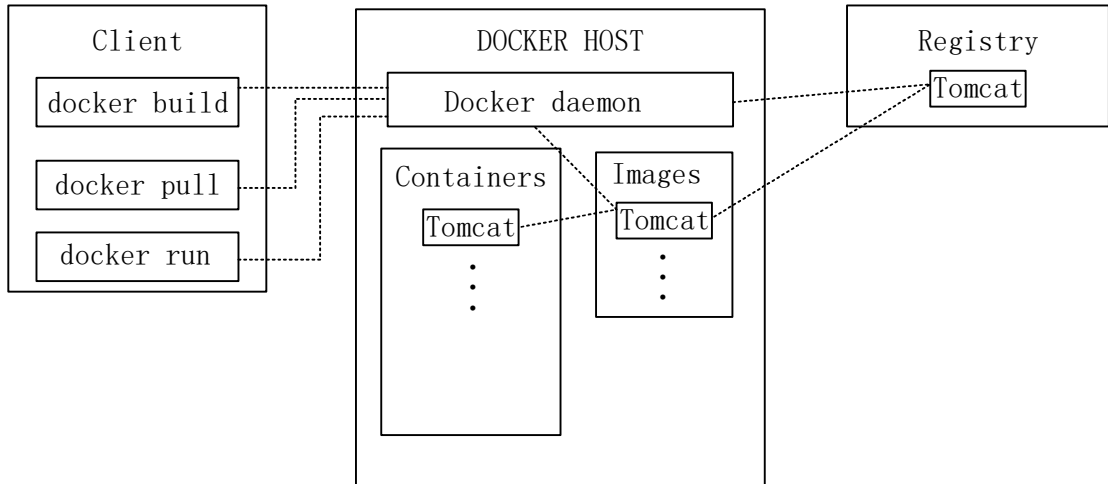 Client
docker build
docker pull
docker run
DOCKER HOST
Docker daemon
Containers
Tomcat
Images
Tomcat
Registry
Tomcat